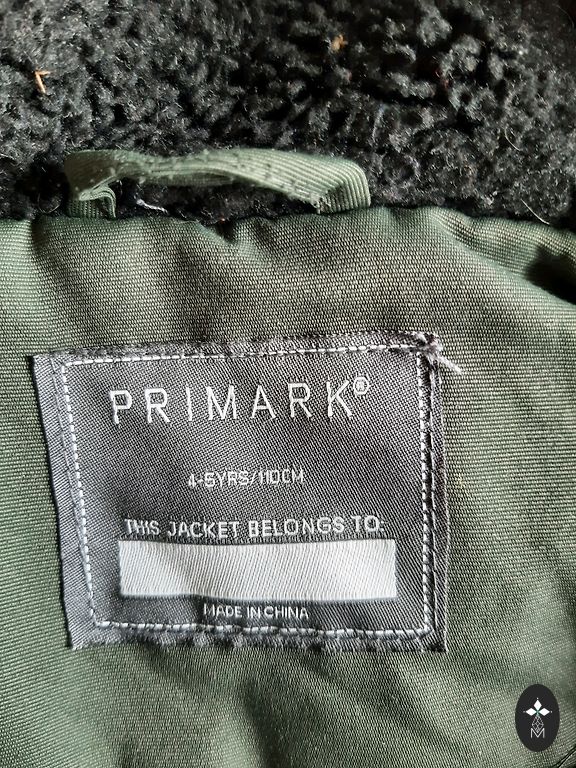 PRIMARK®
4-5YRS/110CM
THIS JACKET BELONGS TO:
MADE IN CHINA
M